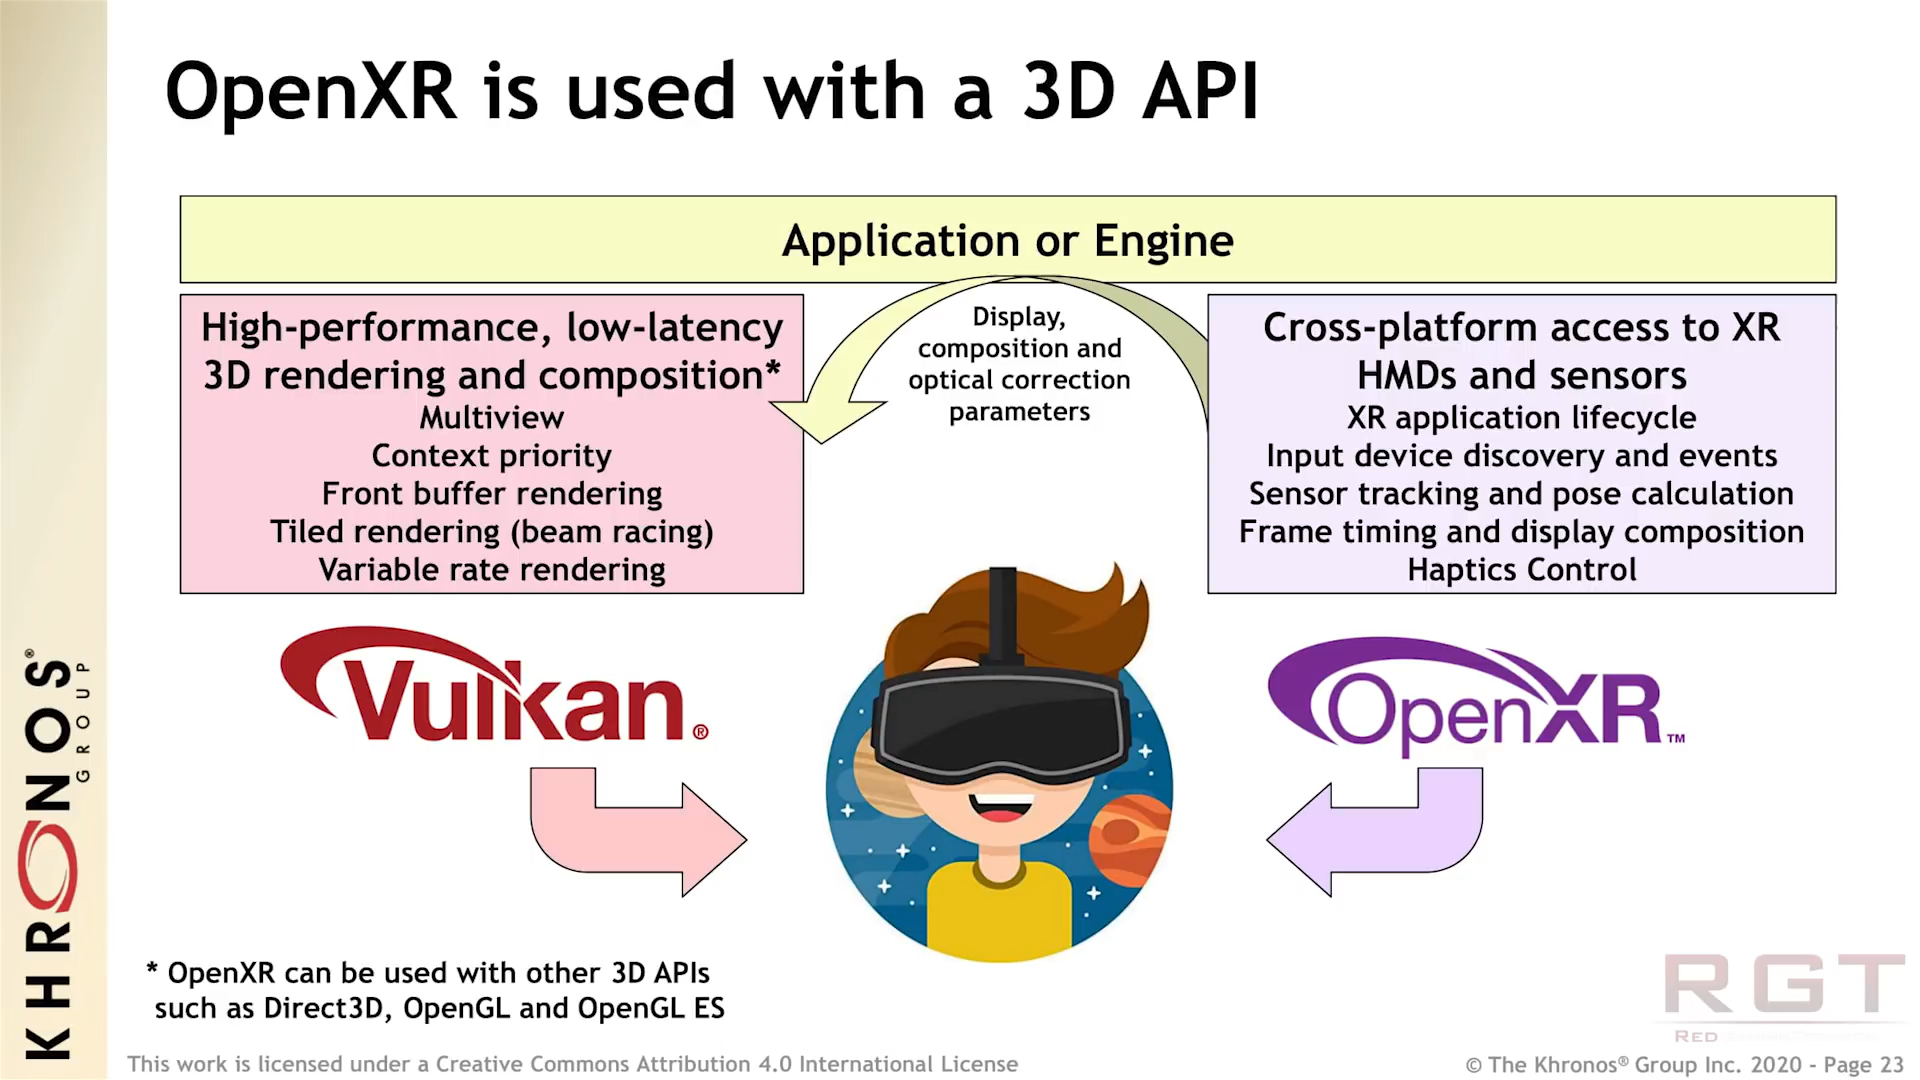 OpenXR is used with a 3D API
Application or Engine
High-performance, low-latency
3D rendering and composition*
Multiview
Context priority
Front buffer rendering
Tiled rendering (beam racing)
Variable rate rendering
Display,
composition and
optical correction
parameters
Cross-platform access to XR
HMDs and sensors
XR application lifecycle
Input device discovery and events
Sensor tracking and pose calculation
Frame timing and display composition
Haptics Control
Vulkan®
OpenXR™
KHRONOS®
GROUP
* OpenXR can be used with other 3D APIs
such as Direct3D, OpenGL and OpenGL ES
RGT
RED
This work is licensed under a Creative Commons Attribution 4.0 International License
© The Khronos® Group Inc. 2020 - Page 23